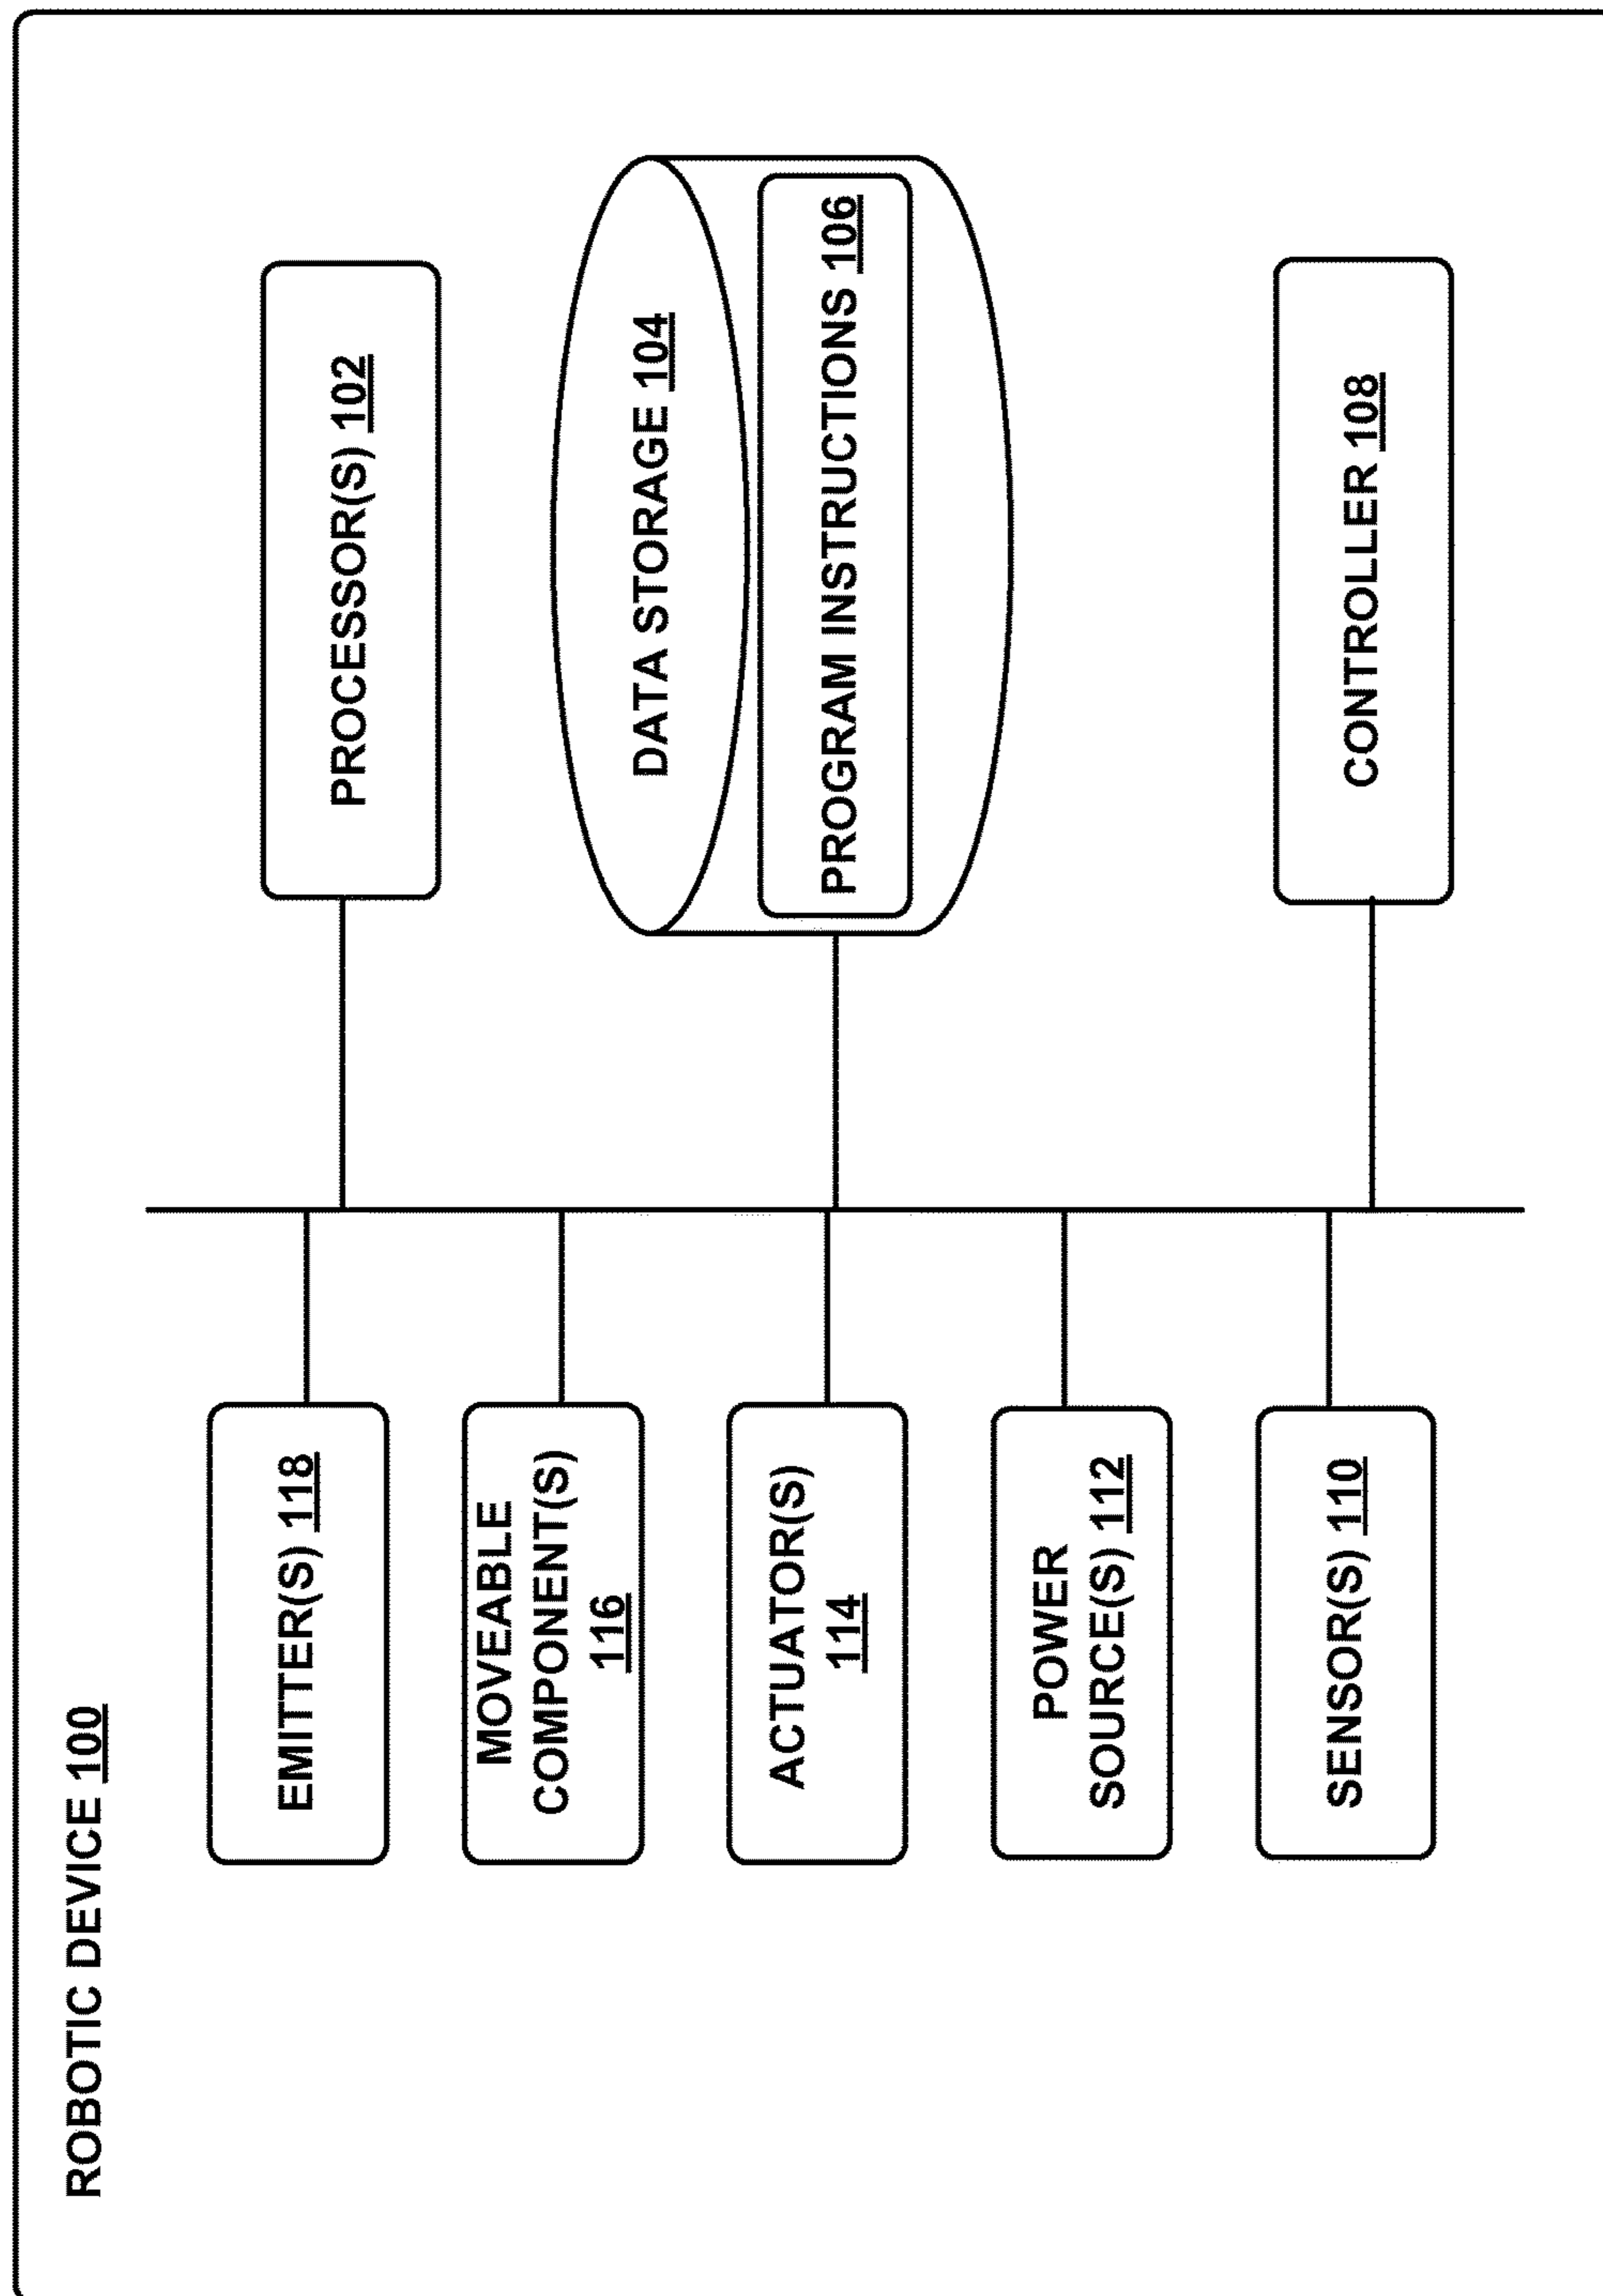 ROBOTIC DEVICE 100
EMITTER(S) 118
MOVEABLE
COMPONENT(S)
116
ACTUATOR(S)
114
POWER
SOURCE(S) 112
SENSOR(S) 110
PROCESSOR(S) 102
DATA STORAGE 104
PROGRAM INSTRUCTIONS 106
CONTROLLER 108